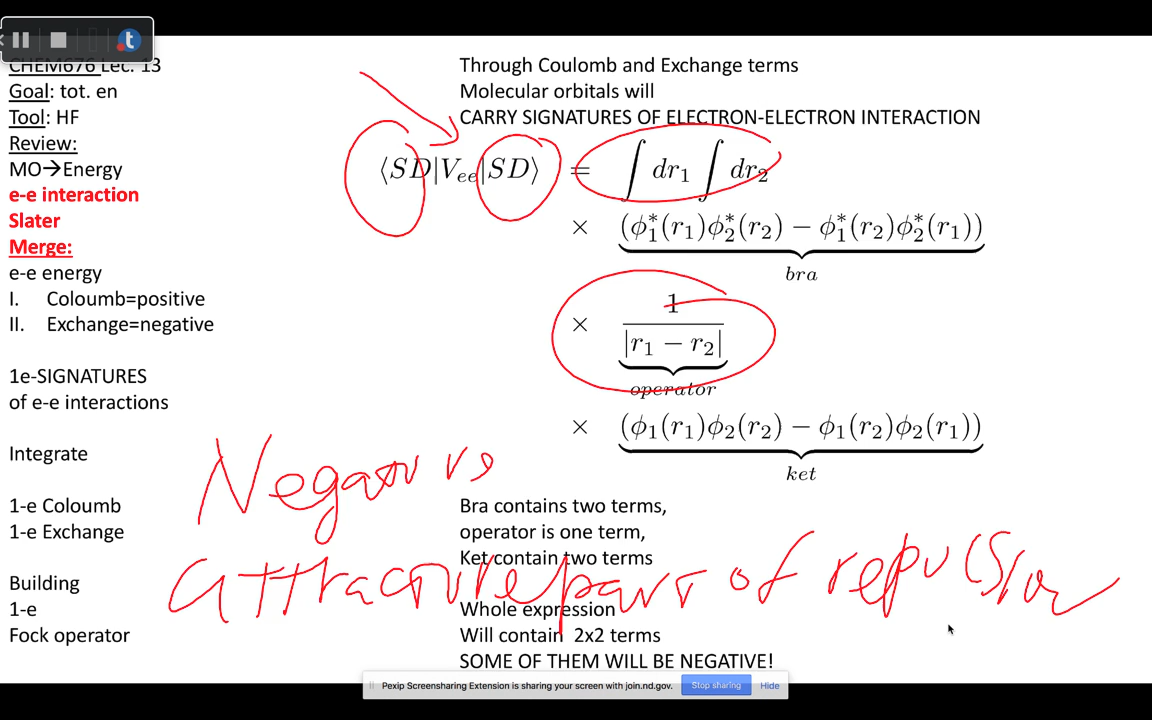 t
CHEM676 Lec. 13
Goal: tot. en
Tool: HF
Review:
MO→Energy
e-e interaction
Slater
Merge:
e-e energy
I. Coloumb=positive
II. Exchange=negative
1e-SIGNATURES
of e-e interactions
Integrate
1-e Coloumb
1-e Exchange
Building
1-e
Fock operator
Through Coulomb and Exchange terms
Molecular orbitals will
CARRY SIGNATURES OF ELECTRON-ELECTRON INTERACTION
⟨SD|V_ee|SD⟩ = ∫ dr₁ ∫ dr₂
× (ϕ₁*(r₁)ϕ₂*(r₂) − ϕ₁*(r₂)ϕ₂*(r₁))
bra
× 1
|r₁ − r₂|
operator
× (ϕ₁(r₁)ϕ₂(r₂) − ϕ₁(r₂)ϕ₂(r₁))
ket
Bra contains two terms,
operator is one term,
Ket contain two terms
Whole expression
Will contain 2x2 terms
SOME OF THEM WILL BE NEGATIVE!
part of repulsion
Pexip Screensharing Extension is sharing your screen with join.nd.gov.
Stop sharing
Hide